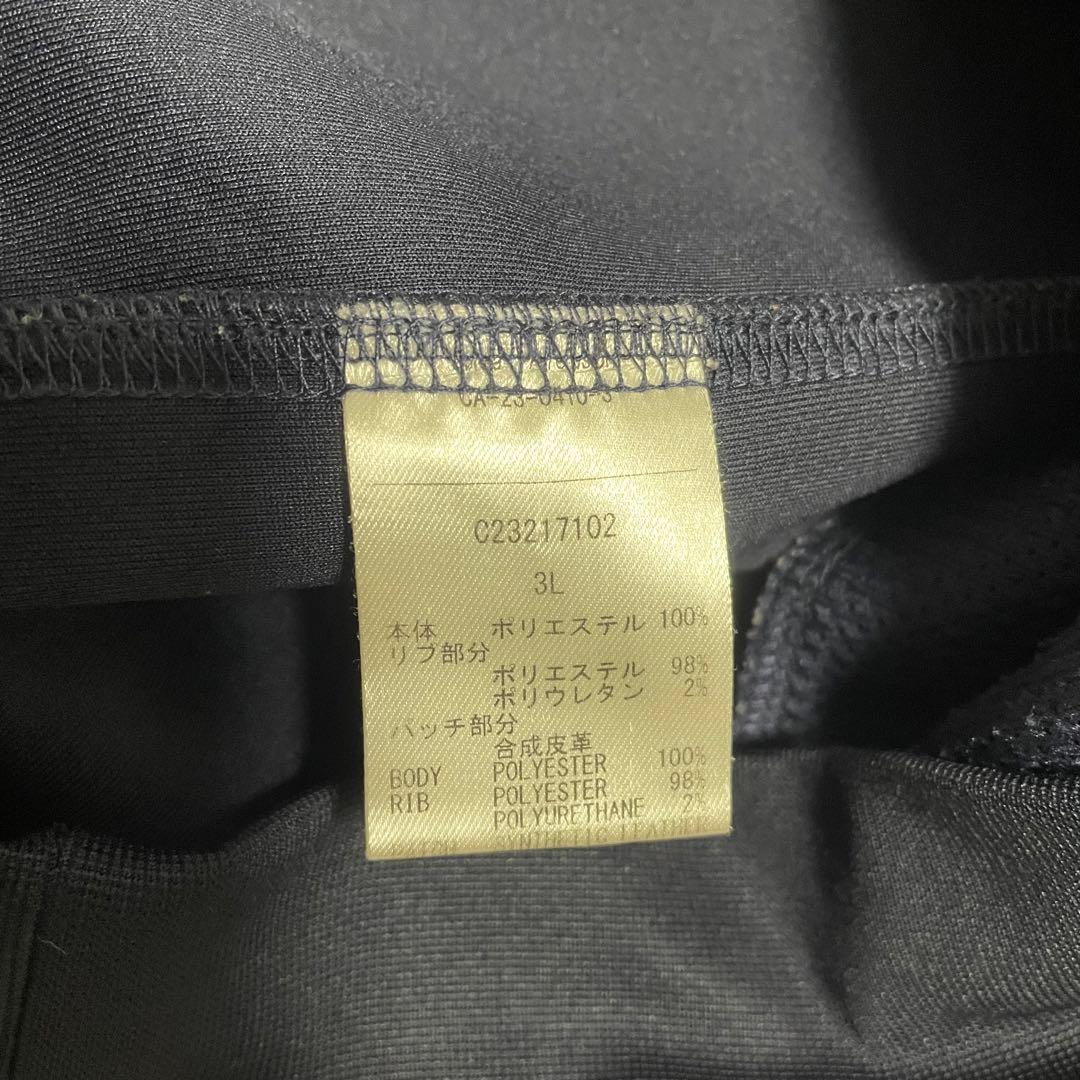 CA-23-0410-3
C23217102
3L
本体 ポリエステル 100%
リブ部分
ポリエステル 98%
ポリウレタン 2%
パッチ部分
合成皮革
BODY POLYESTER 100%
RIB POLYESTER 98%
POLYURETHANE 2%
SYNTHETIC LEATHER